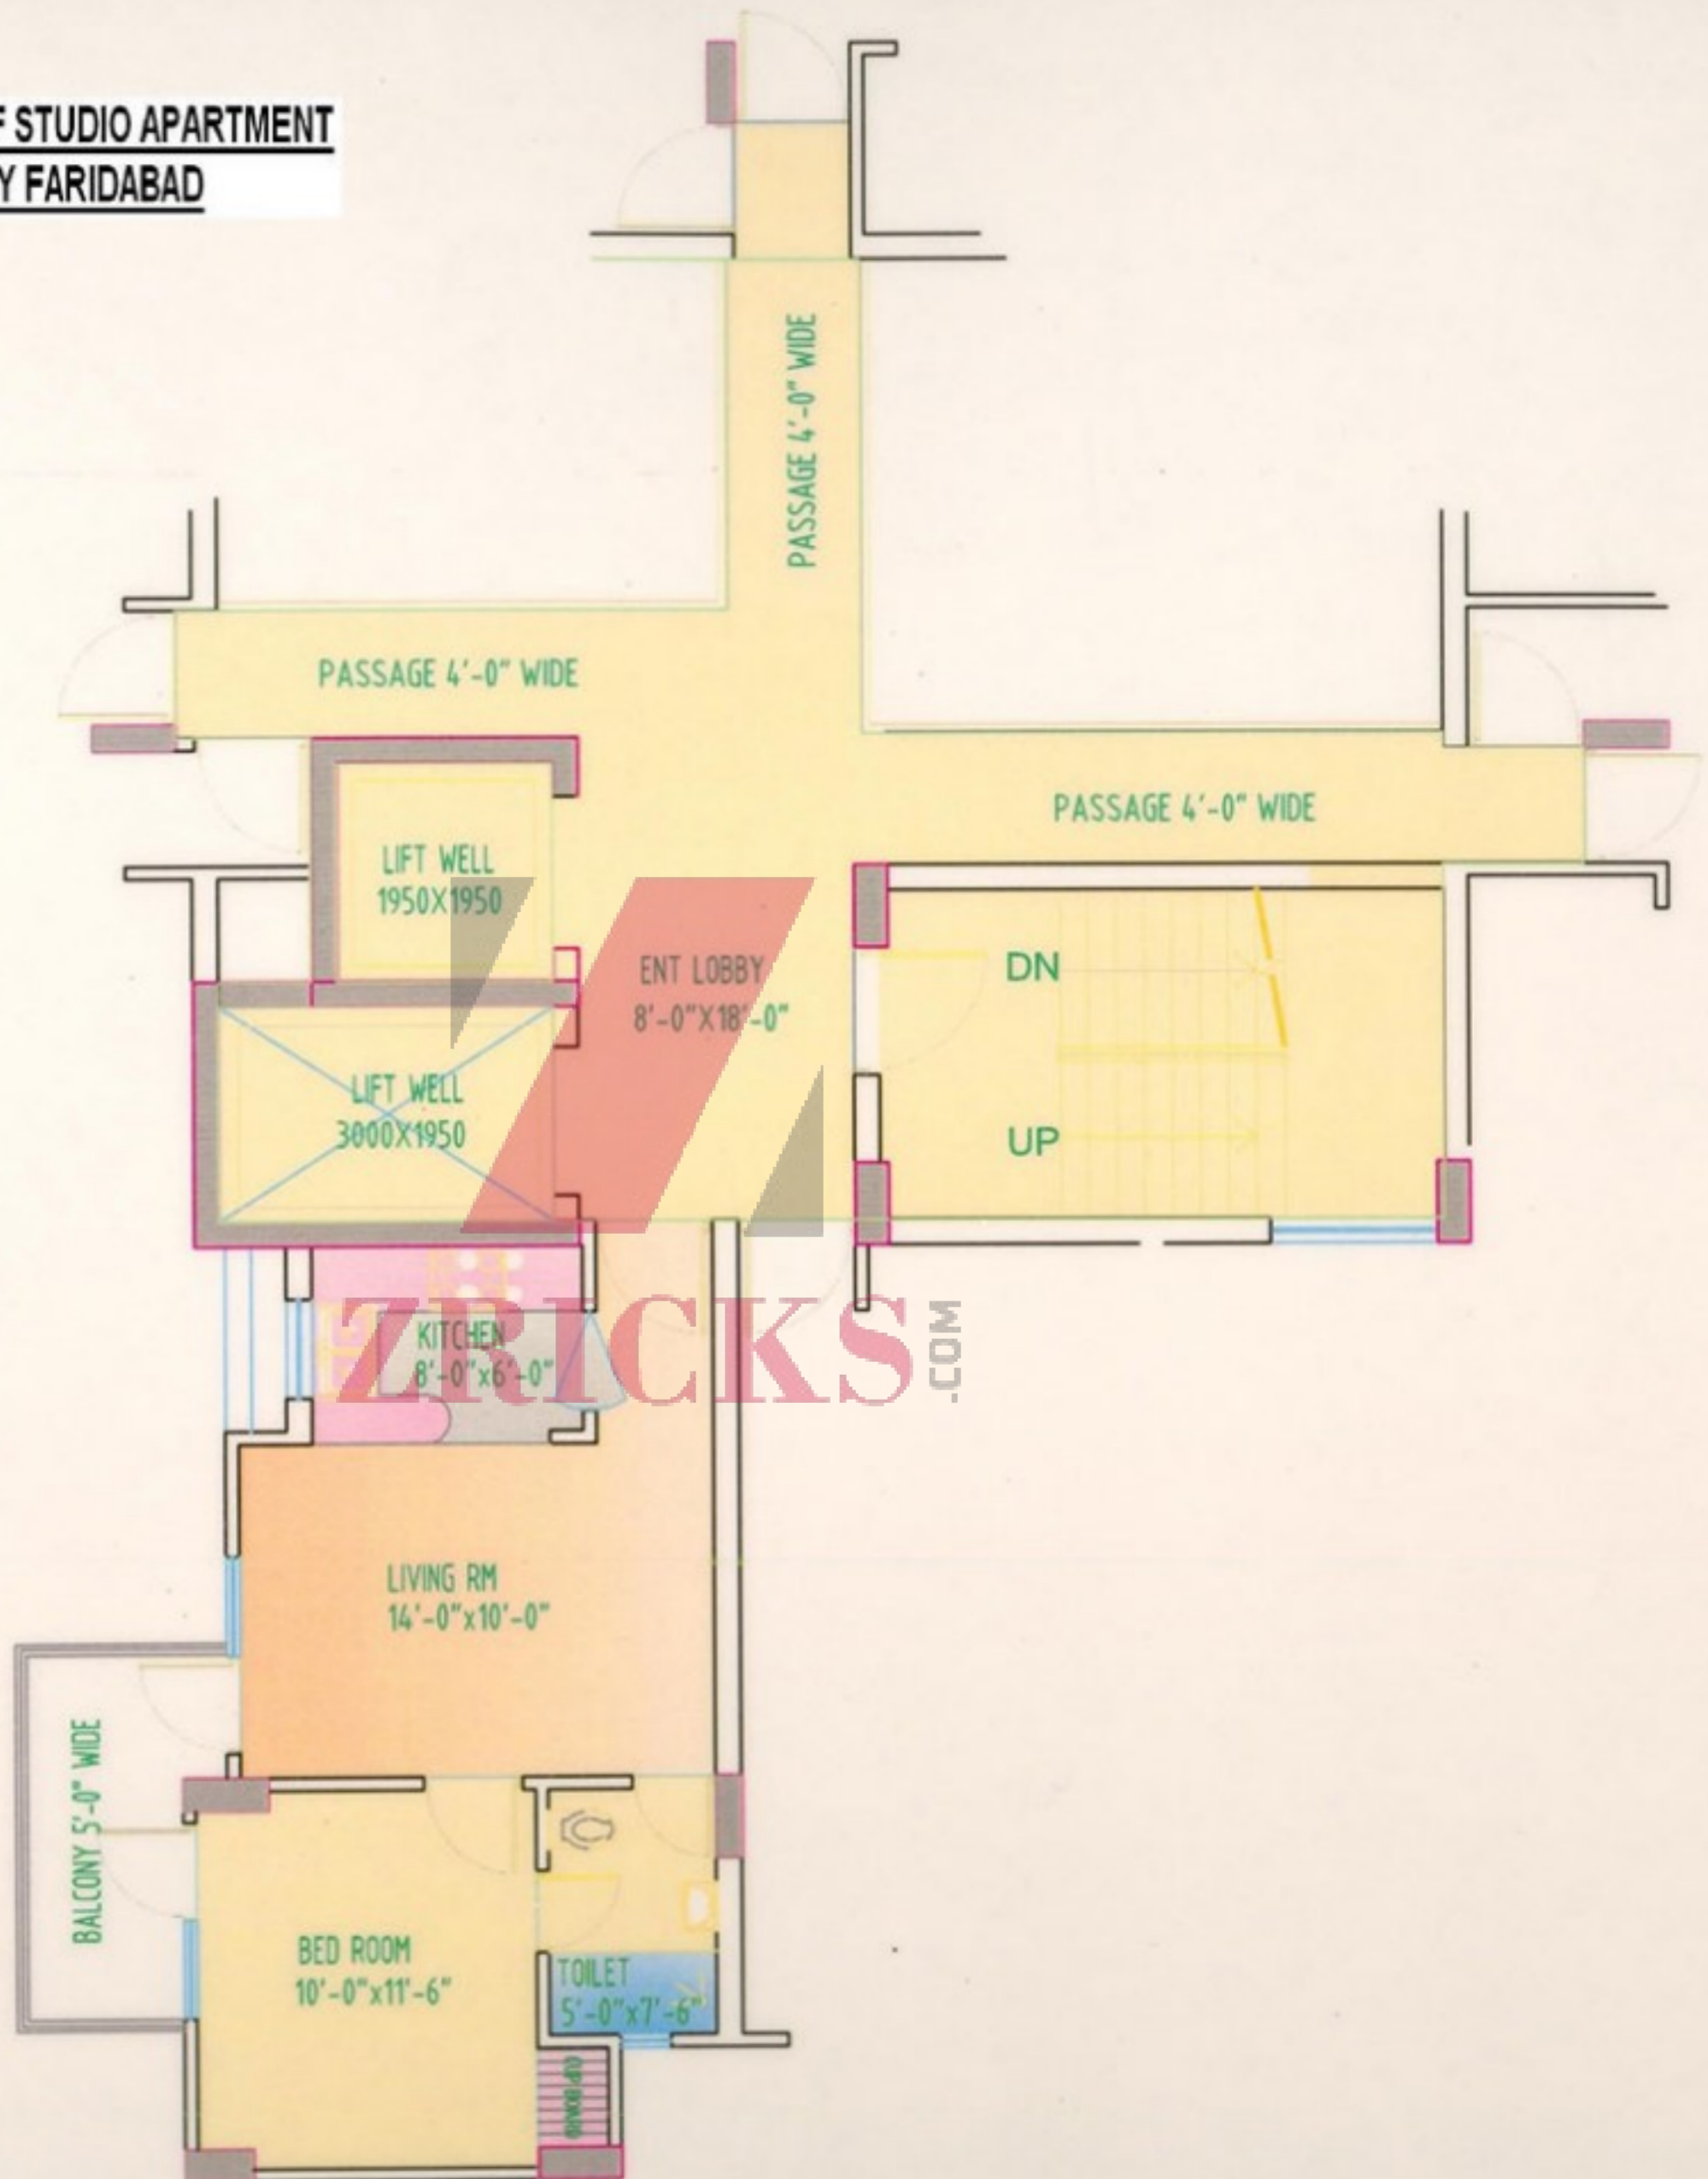 F STUDIO APARTMENT
Y FARIDABAD
PASSAGE 4'-0" WIDE
PASSAGE 4'-0" WIDE
PASSAGE 4'-0" WIDE
LIFT WELL
1950X1950
ENT LOBBY
8'-0"X18'-0"
DN
LIFT WELL
3000X1950
UP
KITCHEN
8'-0"x6'-0"
ZRICKS
.COM
LIVING RM
14'-0"x10'-0"
BALCONY 5'-0" WIDE
BED ROOM
10'-0"x11'-6"
TOILET
5'-0"x7'-6"
CUPBOARD